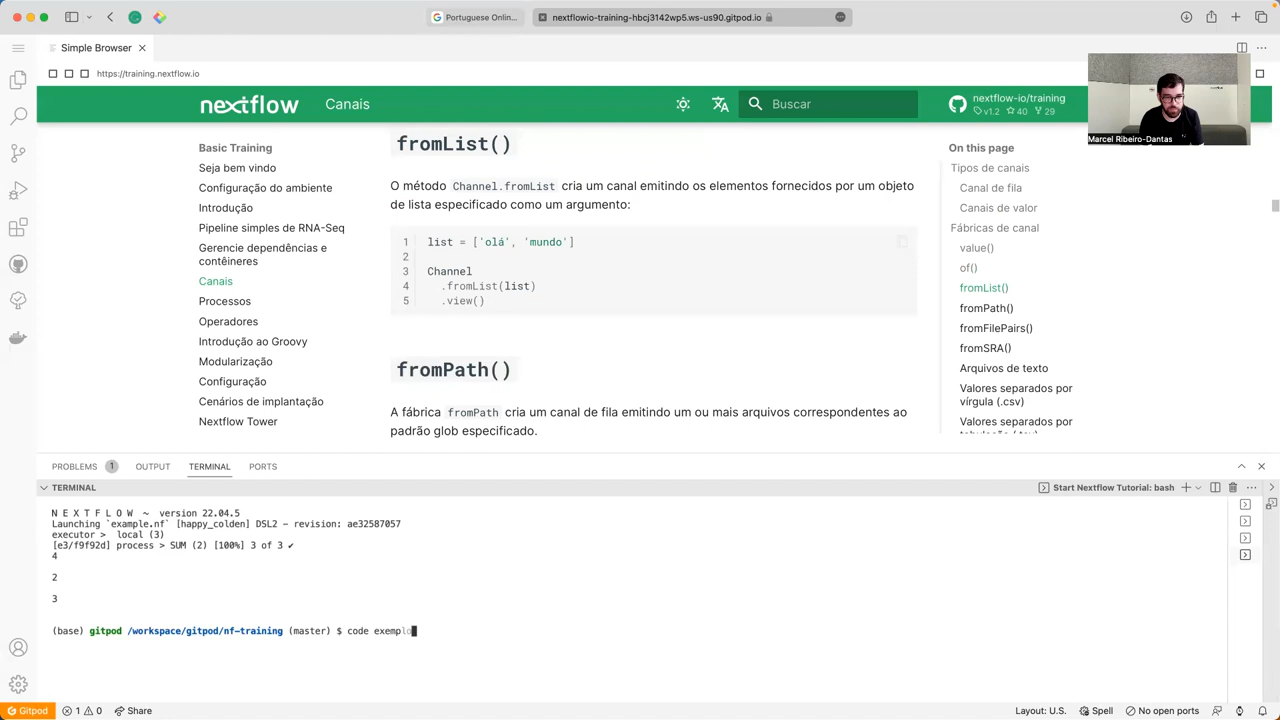 Portuguese Onlin...
nextflowio-training-hbcj3142wp5.ws-us90.gitpod.io
Simple Browser
https://training.nextflow.io
nextflow
Canais
Buscar
nextflow-io/training
v1.2 40 29
Marcel Ribeiro-Dantas
Basic Training
Seja bem vindo
Configuração do ambiente
Introdução
Pipeline simples de RNA-Seq
Gerencie dependências e
contêineres
Canais
Processos
Operadores
Introdução ao Groovy
Modularização
Configuração
Cenários de implantação
Nextflow Tower
fromList()
O método Channel.fromList cria um canal emitindo os elementos fornecidos por um objeto
de lista especificado como um argumento:
1 list = ['olá', 'mundo']
2
3 Channel
4 .fromList(list)
5 .view()
fromPath()
A fábrica fromPath cria um canal de fila emitindo um ou mais arquivos correspondentes ao
padrão glob especificado.
On this page
Tipos de canais
Canal de fila
Canais de valor
Fábricas de canal
value()
of()
fromList()
fromPath()
fromFilePairs()
fromSRA()
Arquivos de texto
Valores separados por
vírgula (.csv)
Valores separados por
PROBLEMS 1 OUTPUT TERMINAL PORTS
TERMINAL
Start Nextflow Tutorial: bash
N E X T F L O W ~ version 22.04.5
Launching `example.nf` [happy_colden] DSL2 - revision: ae32587057
executor > local (3)
[e3/f9f92d] process > SUM (2) [100%] 3 of 3 ✔
4
2
3
(base) gitpod /workspace/gitpod/nf-training (master) $ code exemplo
Gitpod 1 0 Share
Layout: U.S. Spell No open ports